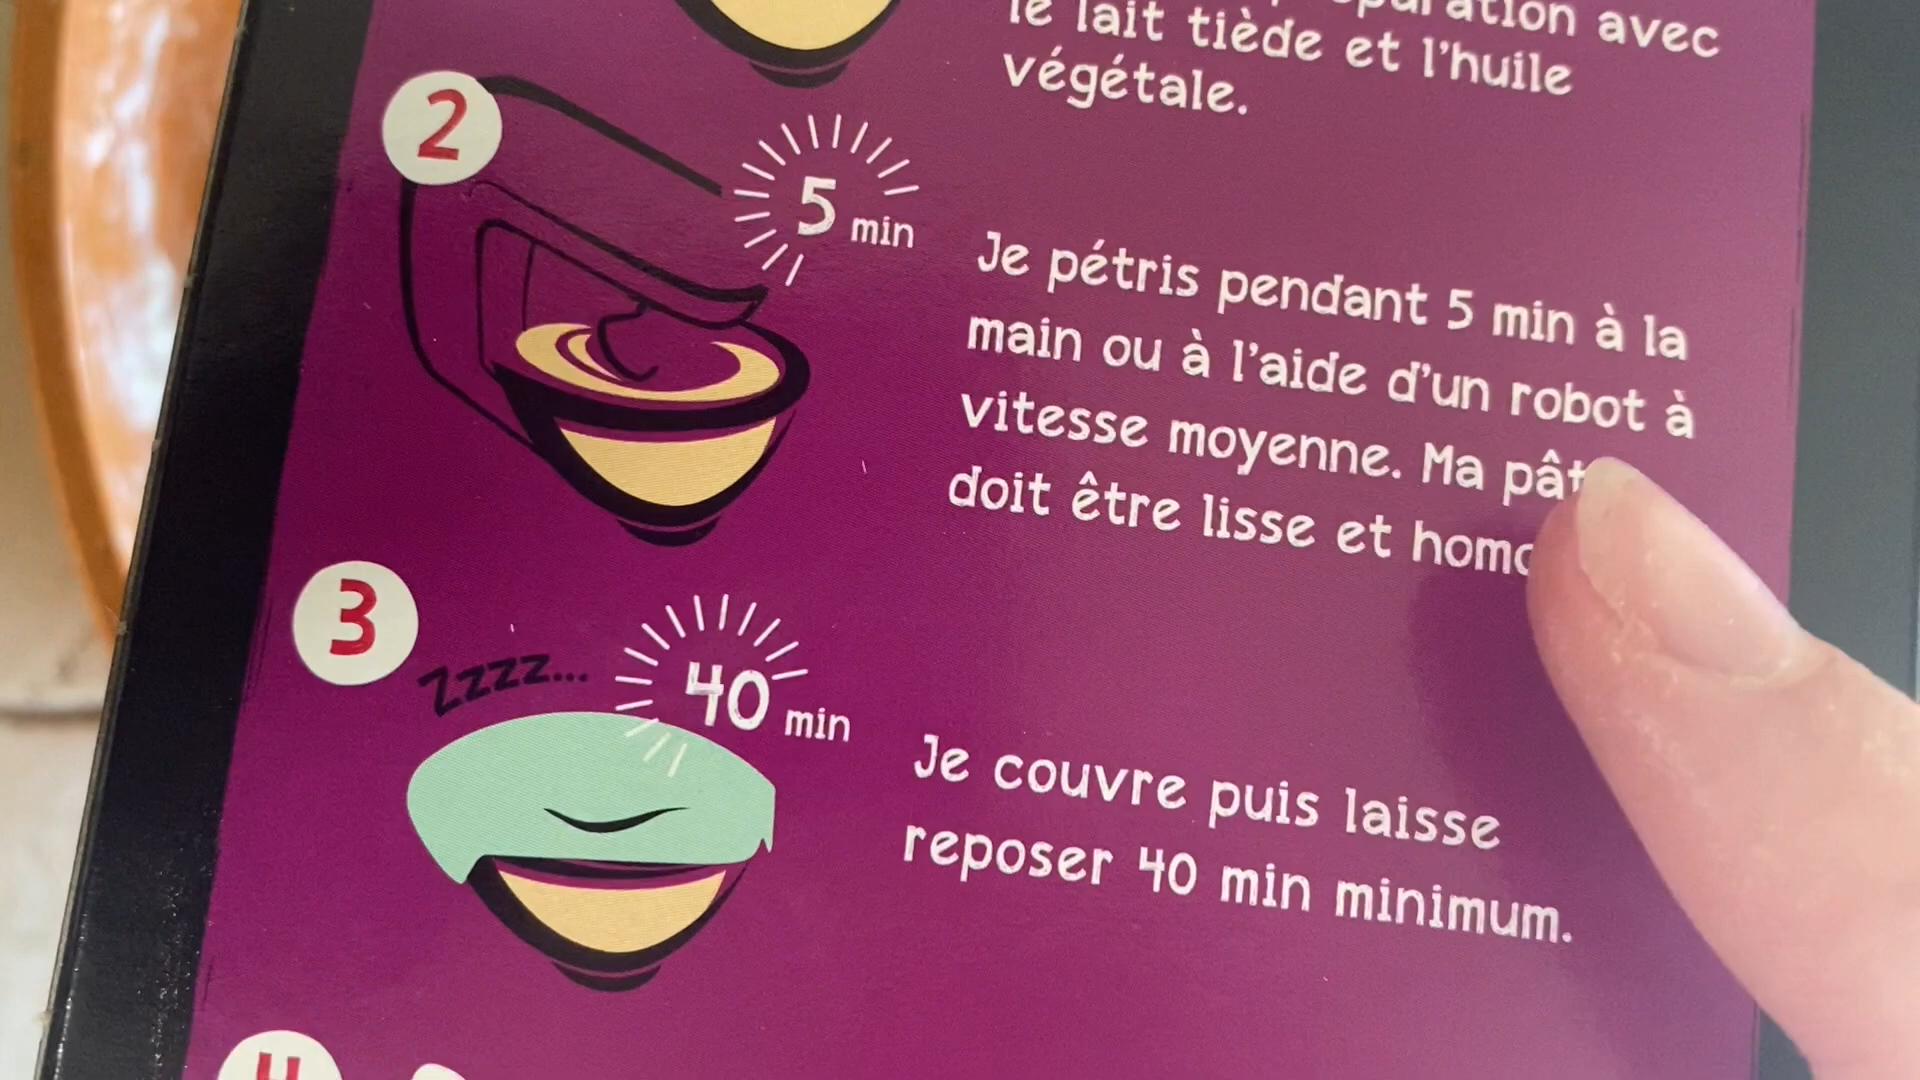 avec
le lait tiède et l'huile
végétale.
2
5 min
Je pétris pendant 5 min à la
main ou à l'aide d'un robot à
vitesse moyenne. Ma
doit être lisse et
3
zzzz...
40 min
Je couvre puis laisse
reposer 40 min minimum.
4